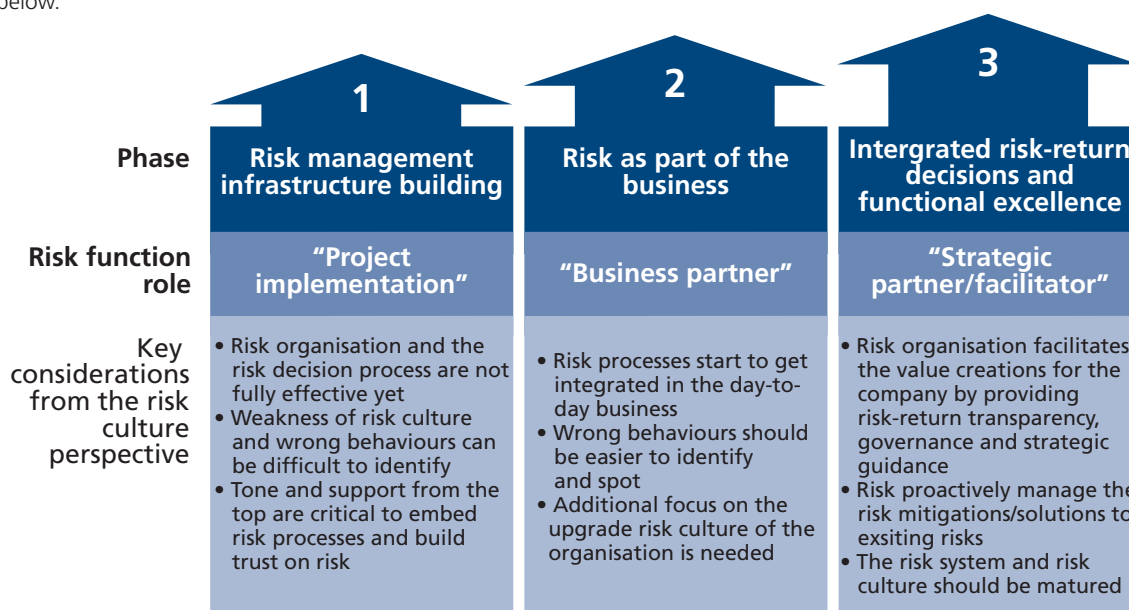 below.
1
2
3
Phase
Risk management
infrastructure building
Risk as part of the
business
Intergrated risk-return
decisions and
functional excellence
Risk function
role
“Project
implementation”
“Business partner”
“Strategic
partner/facilitator”
Key
considerations
from the risk
culture
perspective
• Risk organisation and the
risk decision process are not
fully effective yet
• Weakness of risk culture
and wrong behaviours can
be difficult to identify
• Tone and support from the
top are critical to embed
risk processes and build
trust on risk
• Risk processes start to get
integrated in the day-to-
day business
• Wrong behaviours should
be easier to identify
and spot
• Additional focus on the
upgrade risk culture of the
organisation is needed
• Risk organisation facilitates
the value creations for the
company by providing
risk-return transparency,
governance and strategic
guidance
• Risk proactively manage the
risk mitigations/solutions to
exsiting risks
• The risk system and risk
culture should be matured